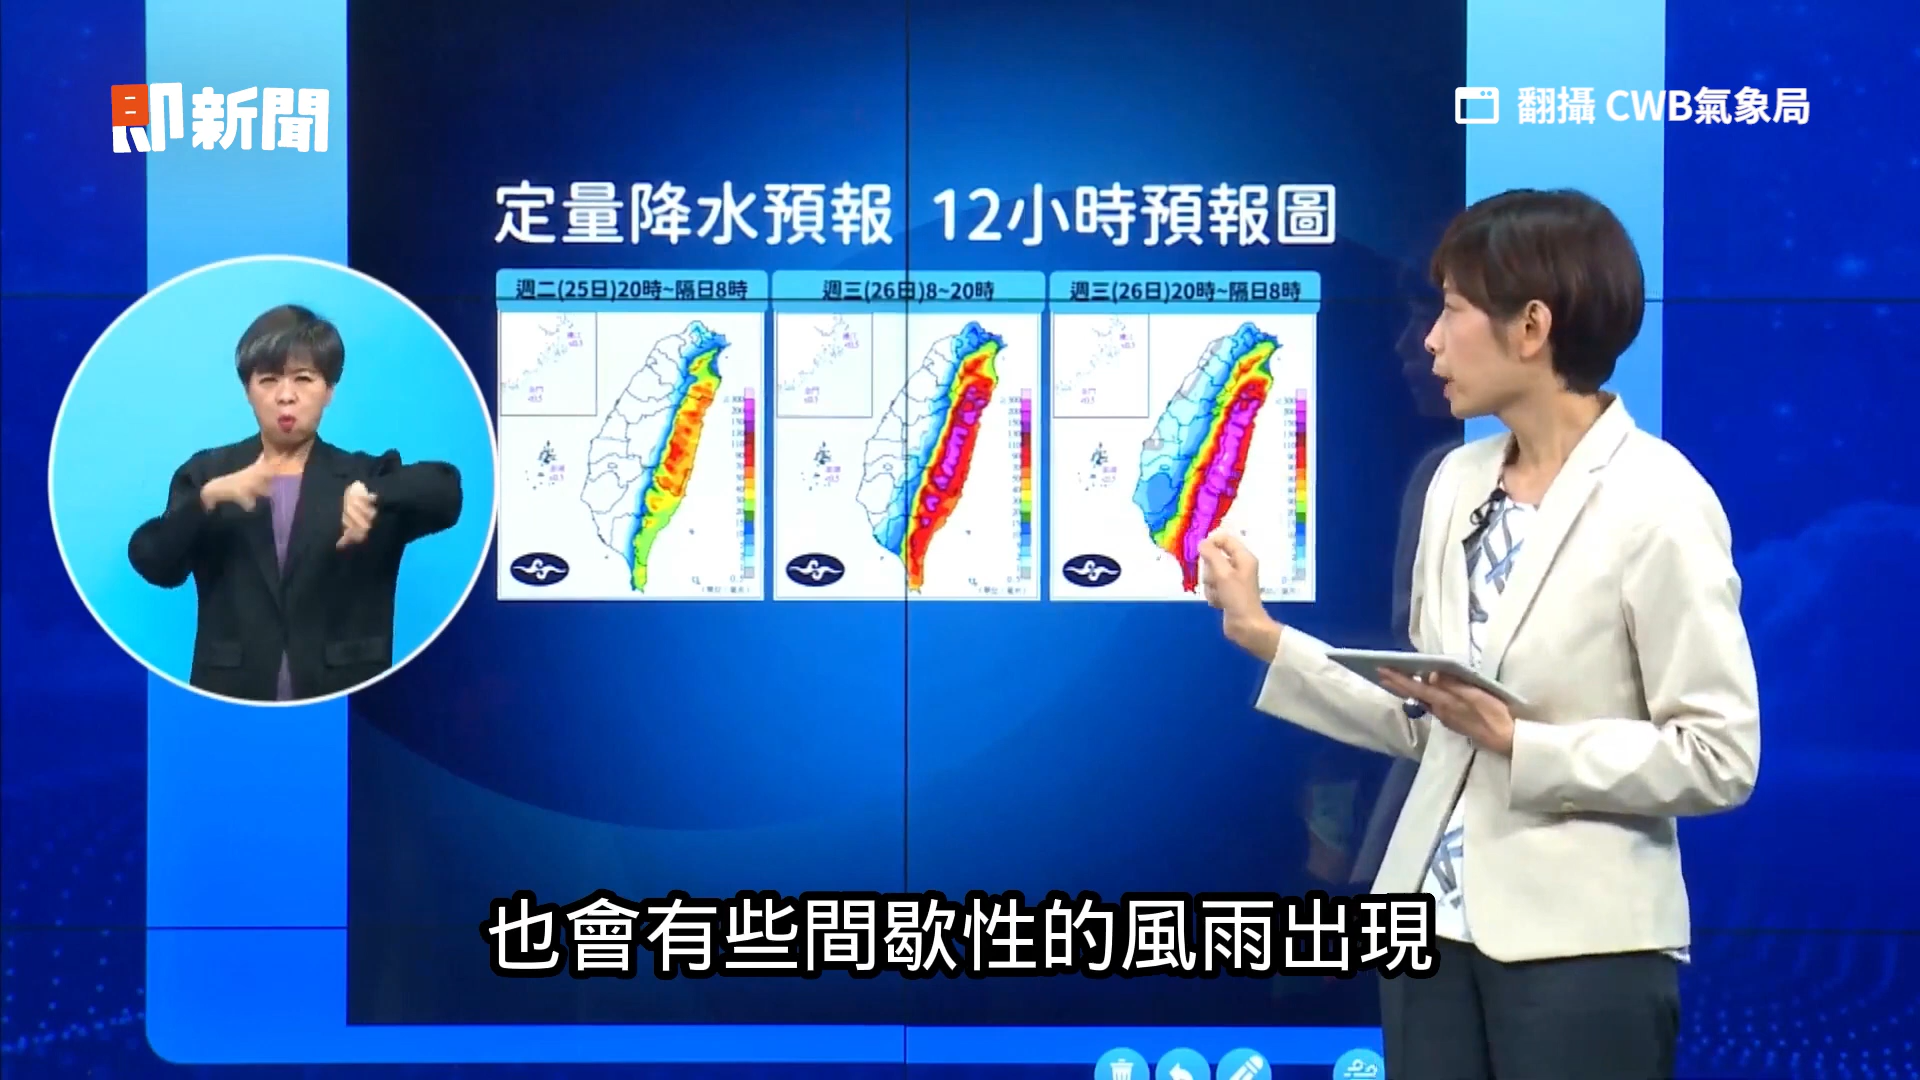 即新聞
翻攝 CWB氣象局
定量降水預報 12小時預報圖
週二(25日)20時~隔日8時
週三(26日)8~20時
週三(26日)20時~隔日8時
也會有些間歇性的風雨出現